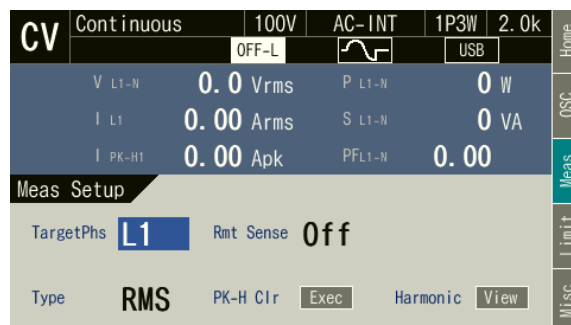 CV Continuous 100V AC-INT 1P3W 2.0k
OFF-L USB
V L1-N 0.0 Vrms P L1-N 0 W
I L1 0.00 Arms S L1-N 0 VA
I PK-H1 0.00 Apk PFL1-N 0.00
Meas Setup
TargetPhs L1 Rmt Sense Off
Type RMS PK-H Clr Exec Harmonic View
Home
OSC
Meas
Limit
Misc